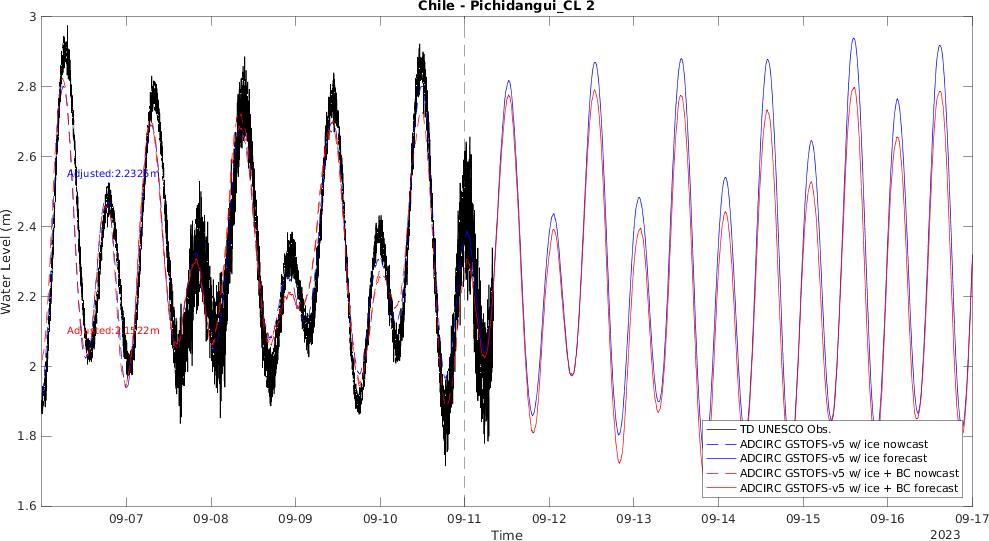 Chile - Pichidangui_CL 2
3
2.8
2.6
2.4
2.2
2
1.8
1.6
Water Level (m)
Adjusted:2.2325m
Adjusted:2.1522m
09-07
09-08
09-09
09-10
09-11
09-12
09-13
09-14
09-15
09-16
09-17
Time
2023
TD UNESCO Obs.
ADCIRC GSTOFS-v5 w/ ice nowcast
ADCIRC GSTOFS-v5 w/ ice forecast
ADCIRC GSTOFS-v5 w/ ice + BC nowcast
ADCIRC GSTOFS-v5 w/ ice + BC forecast